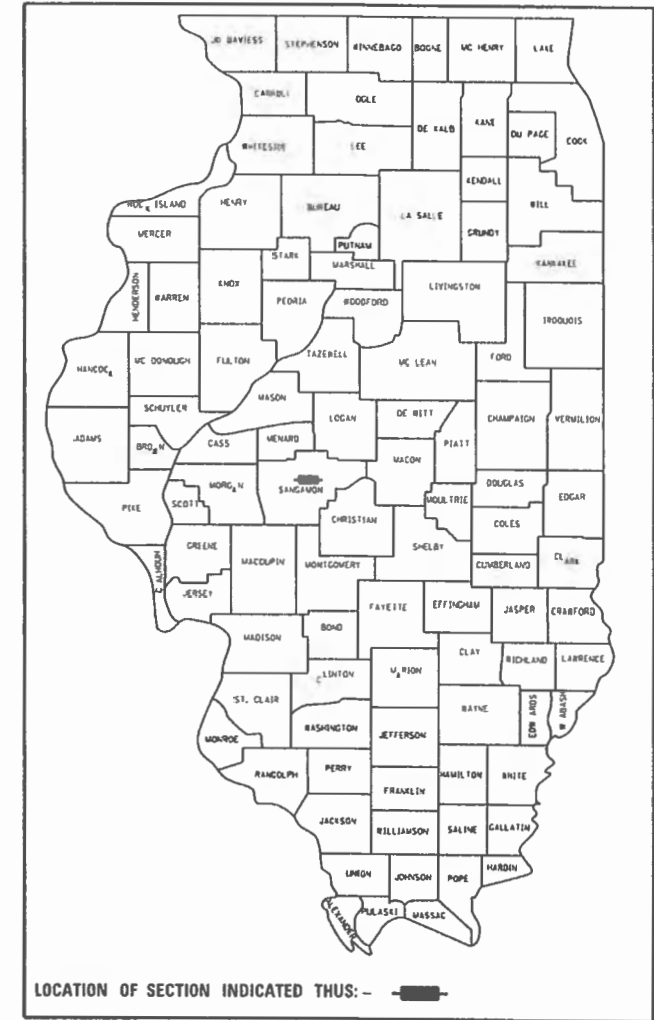 JO DAVIESS STEPHENSON WINNEBAGO BOONE MC HENRY LAKE
CARROLL OGLE
DE KALB KANE DU PAGE COOK
WHITESIDE LEE
KENDALL
ROCK ISLAND HENRY BUREAU LA SALLE WILL
MERCER PUTNAM GRUNDY
STARK MARSHALL KANKAKEE
HENDERSON WARREN KNOX PEORIA WOODFORD LIVINGSTON
IROQUOIS
HANCOCK MC DONOUGH FULTON TAZEWELL MC LEAN FORD
MASON
SCHUYLER LOGAN DE WITT CHAMPAIGN VERMILION
ADAMS BROWN CASS MENARD PIATT
MACON
PIKE SCOTT MORGAN SANGAMON MOULTRIE DOUGLAS EDGAR
CHRISTIAN COLES
GREENE MACOUPIN MONTGOMERY SHELBY CUMBERLAND CLARK
CALHOUN JERSEY
FAYETTE EFFINGHAM JASPER CRAWFORD
MADISON BOND
CLAY RICHLAND LAWRENCE
CLINTON MARION
ST. CLAIR WAYNE EDWARDS WABASH
MONROE WASHINGTON JEFFERSON
RANDOLPH PERRY HAMILTON WHITE
FRANKLIN
JACKSON WILLIAMSON SALINE GALLATIN
UNION JOHNSON POPE HARDIN
ALEXANDER PULASKI MASSAC
LOCATION OF SECTION INDICATED THUS: –